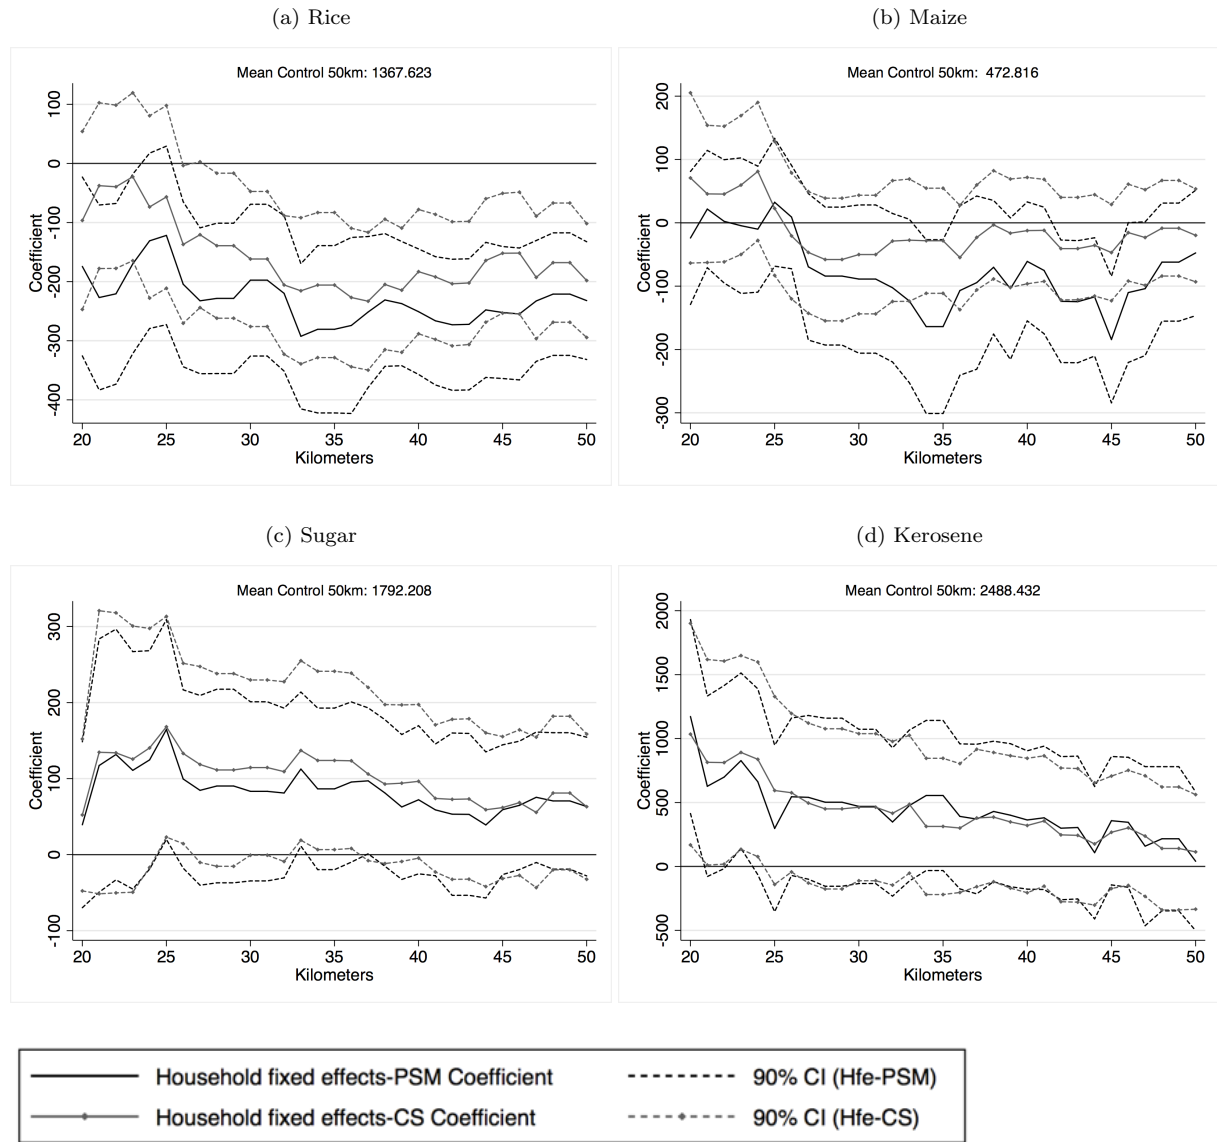 (a) Rice
Mean Control 50km: 1367.623
Coefficient
100
0
-100
-200
-300
-400
20 25 30 35 40 45 50
Kilometers
(b) Maize
Mean Control 50km: 472.816
Coefficient
200
100
0
-100
-200
-300
20 25 30 35 40 45 50
Kilometers
(c) Sugar
Mean Control 50km: 1792.208
Coefficient
300
200
100
0
-100
20 25 30 35 40 45 50
Kilometers
(d) Kerosene
Mean Control 50km: 2488.432
Coefficient
2000
1500
1000
500
0
-500
20 25 30 35 40 45 50
Kilometers
Household fixed effects-PSM Coefficient
90% CI (Hfe-PSM)
Household fixed effects-CS Coefficient
90% CI (Hfe-CS)